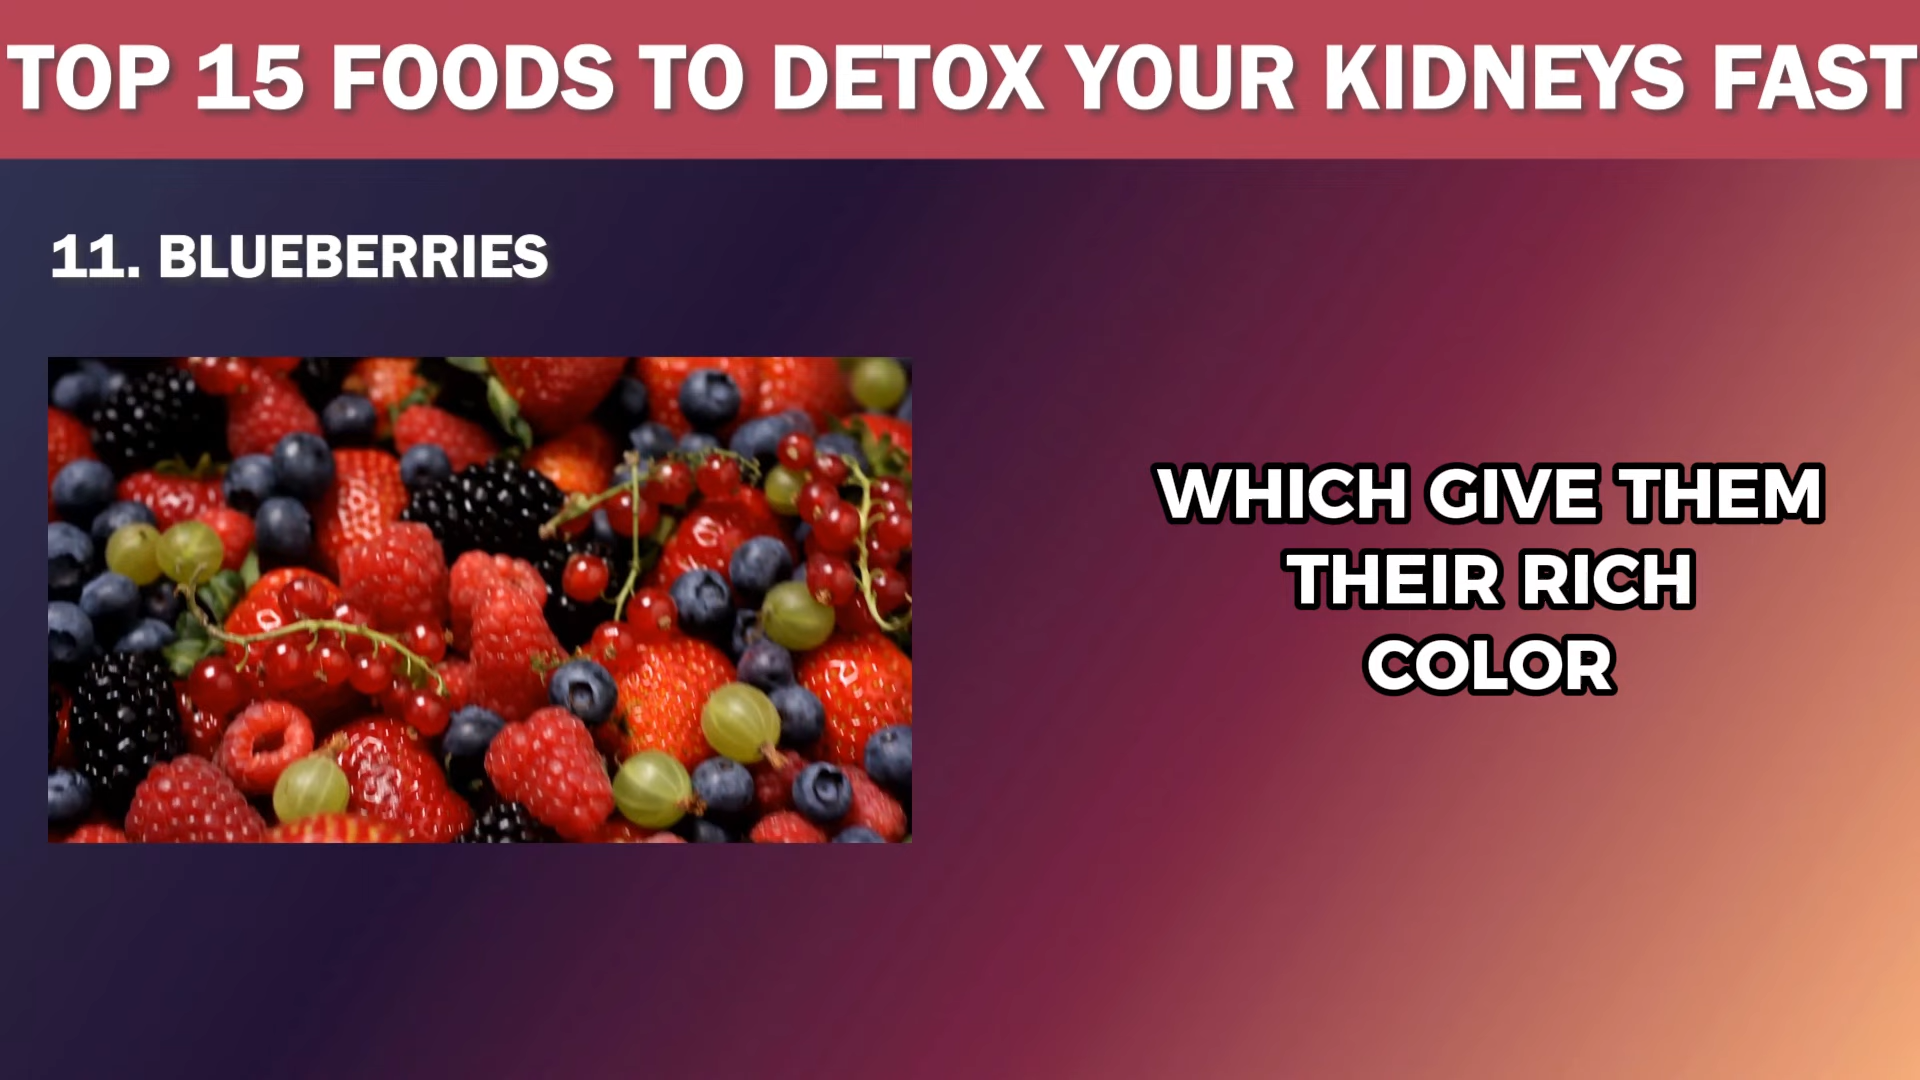 TOP 15 FOODS TO DETOX YOUR KIDNEYS FAST
11. BLUEBERRIES
WHICH GIVE THEM
THEIR RICH
COLOR